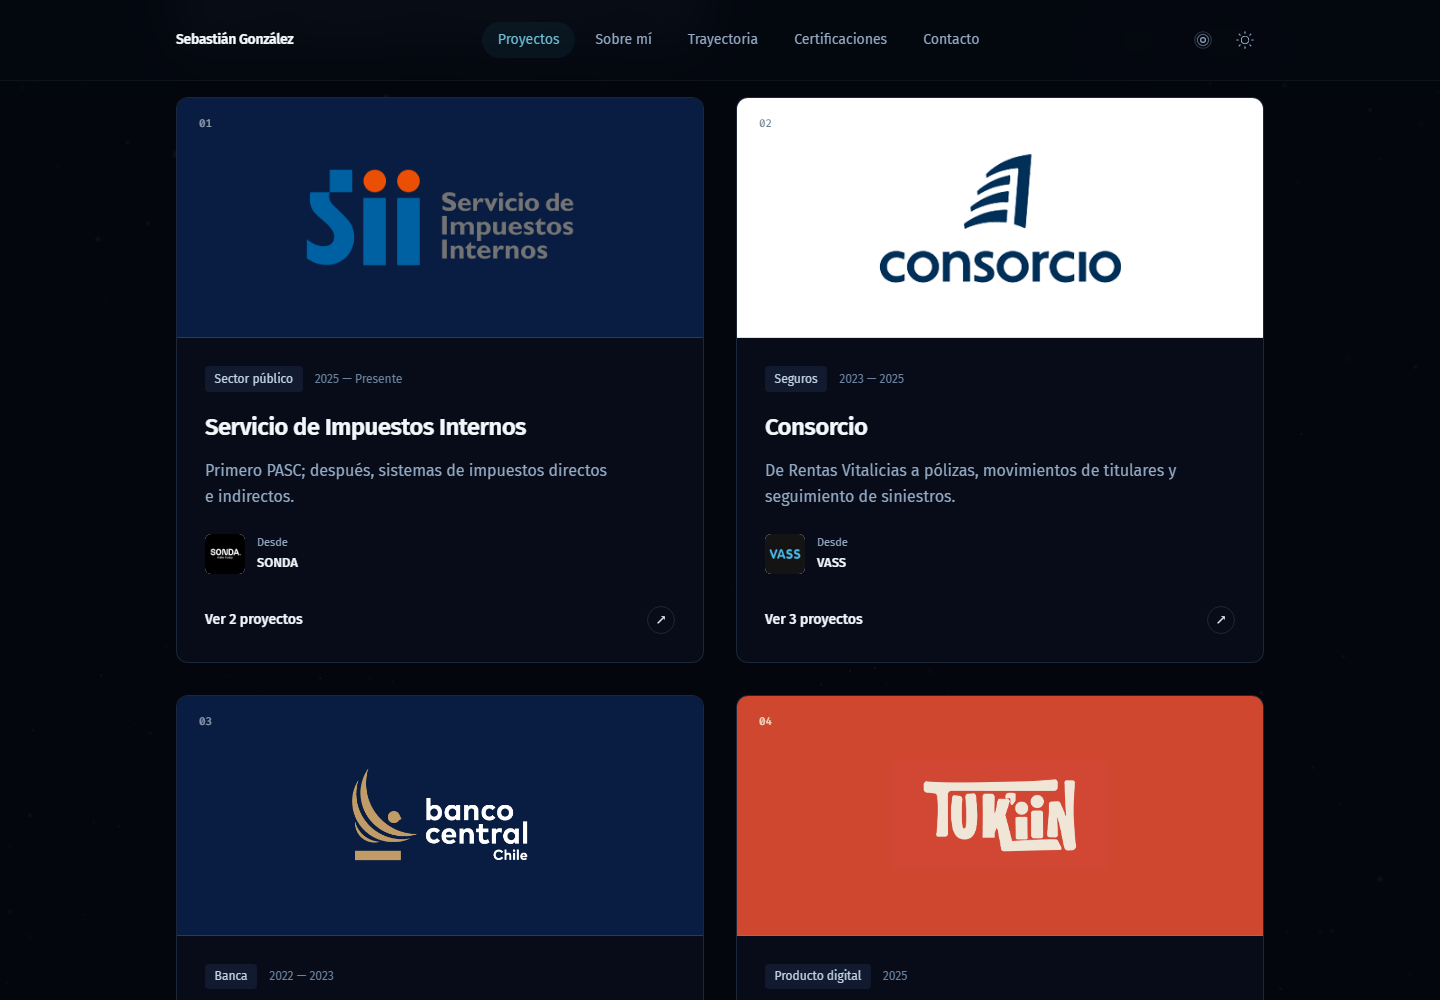 Sebastián González
Proyectos
Sobre mí
Trayectoria
Certificaciones
Contacto
01
Sii
Servicio de
Impuestos
Internos
Sector público
2025 — Presente
Servicio de Impuestos Internos
Primero PASC; después, sistemas de impuestos directos
e indirectos.
SONDA.
Desde
SONDA
Ver 2 proyectos
02
consorcio
Seguros
2023 — 2025
Consorcio
De Rentas Vitalicias a pólizas, movimientos de titulares y
seguimiento de siniestros.
VASS
Desde
VASS
Ver 3 proyectos
03
banco
central
Chile
Banca
2022 — 2023
04
TUK'iiN
Producto digital
2025